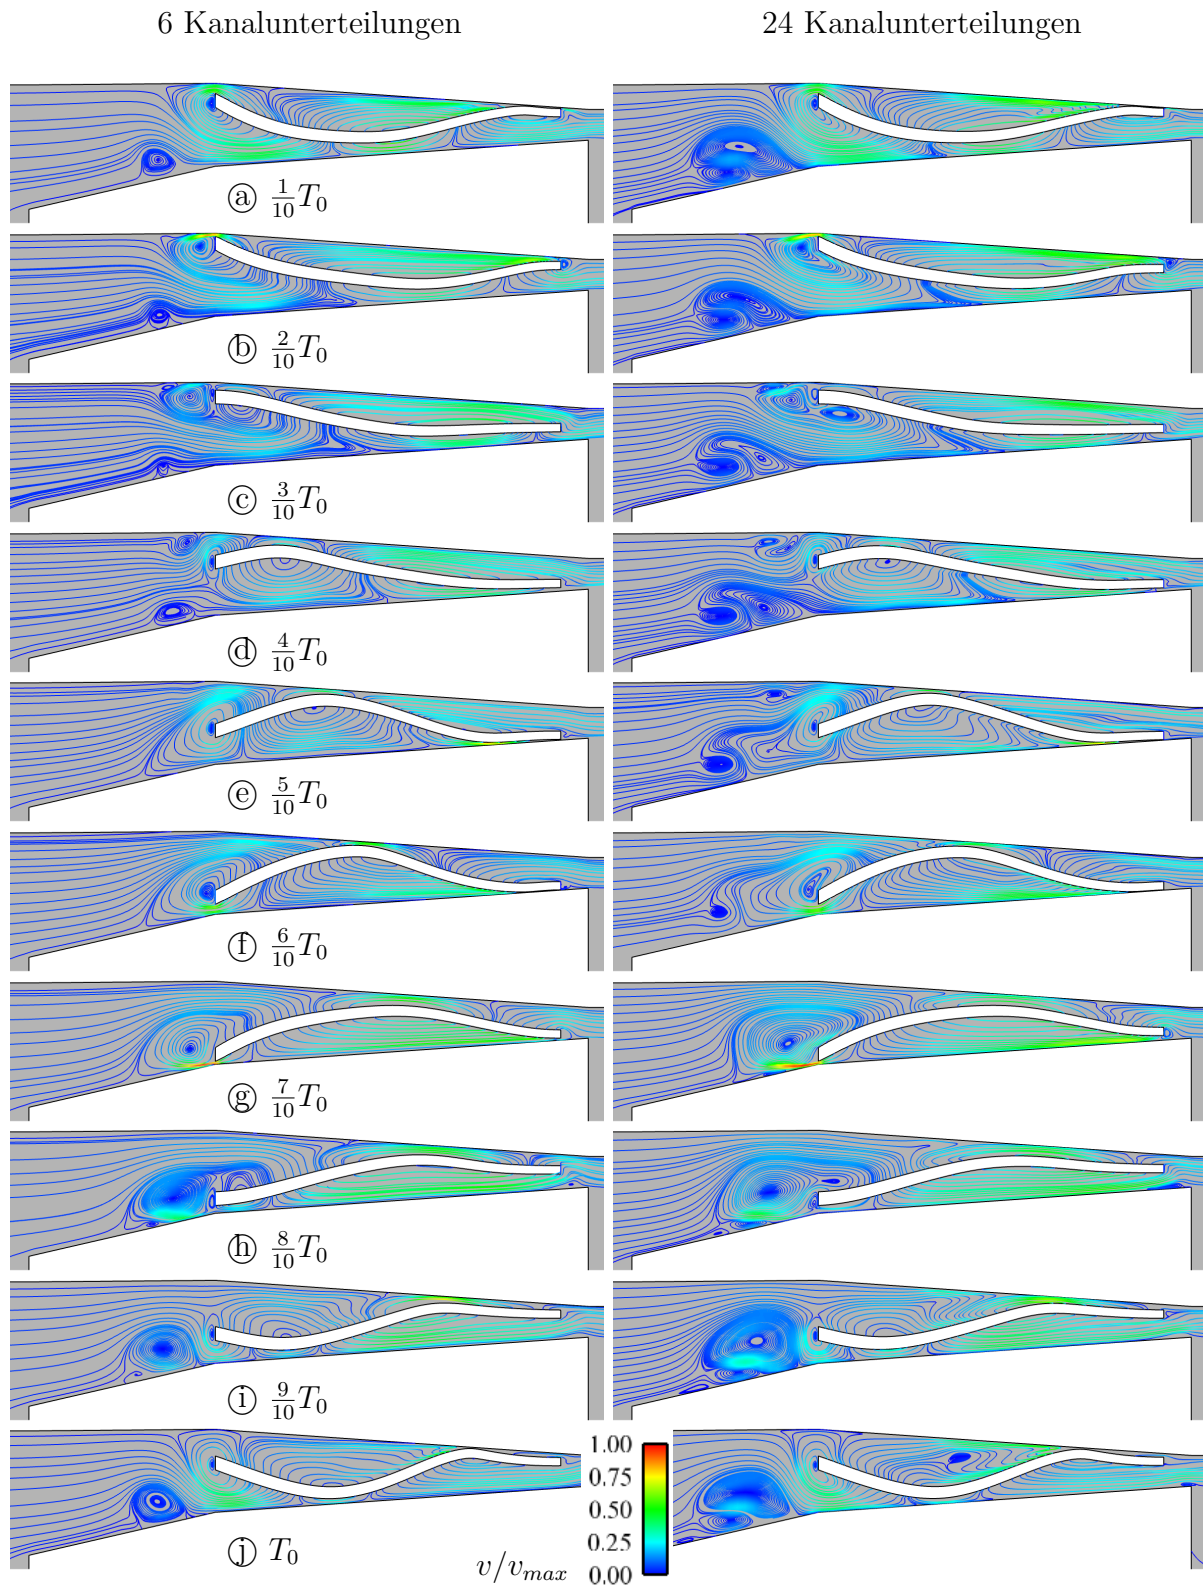 6 Kanalunterteilungen
24 Kanalunterteilungen
ⓐ 1/10 T₀
ⓑ 2/10 T₀
ⓒ 3/10 T₀
ⓓ 4/10 T₀
ⓔ 5/10 T₀
ⓕ 6/10 T₀
ⓖ 7/10 T₀
ⓗ 8/10 T₀
ⓘ 9/10 T₀
ⓙ T₀
v/vₘₐₓ
1.00
0.75
0.50
0.25
0.00